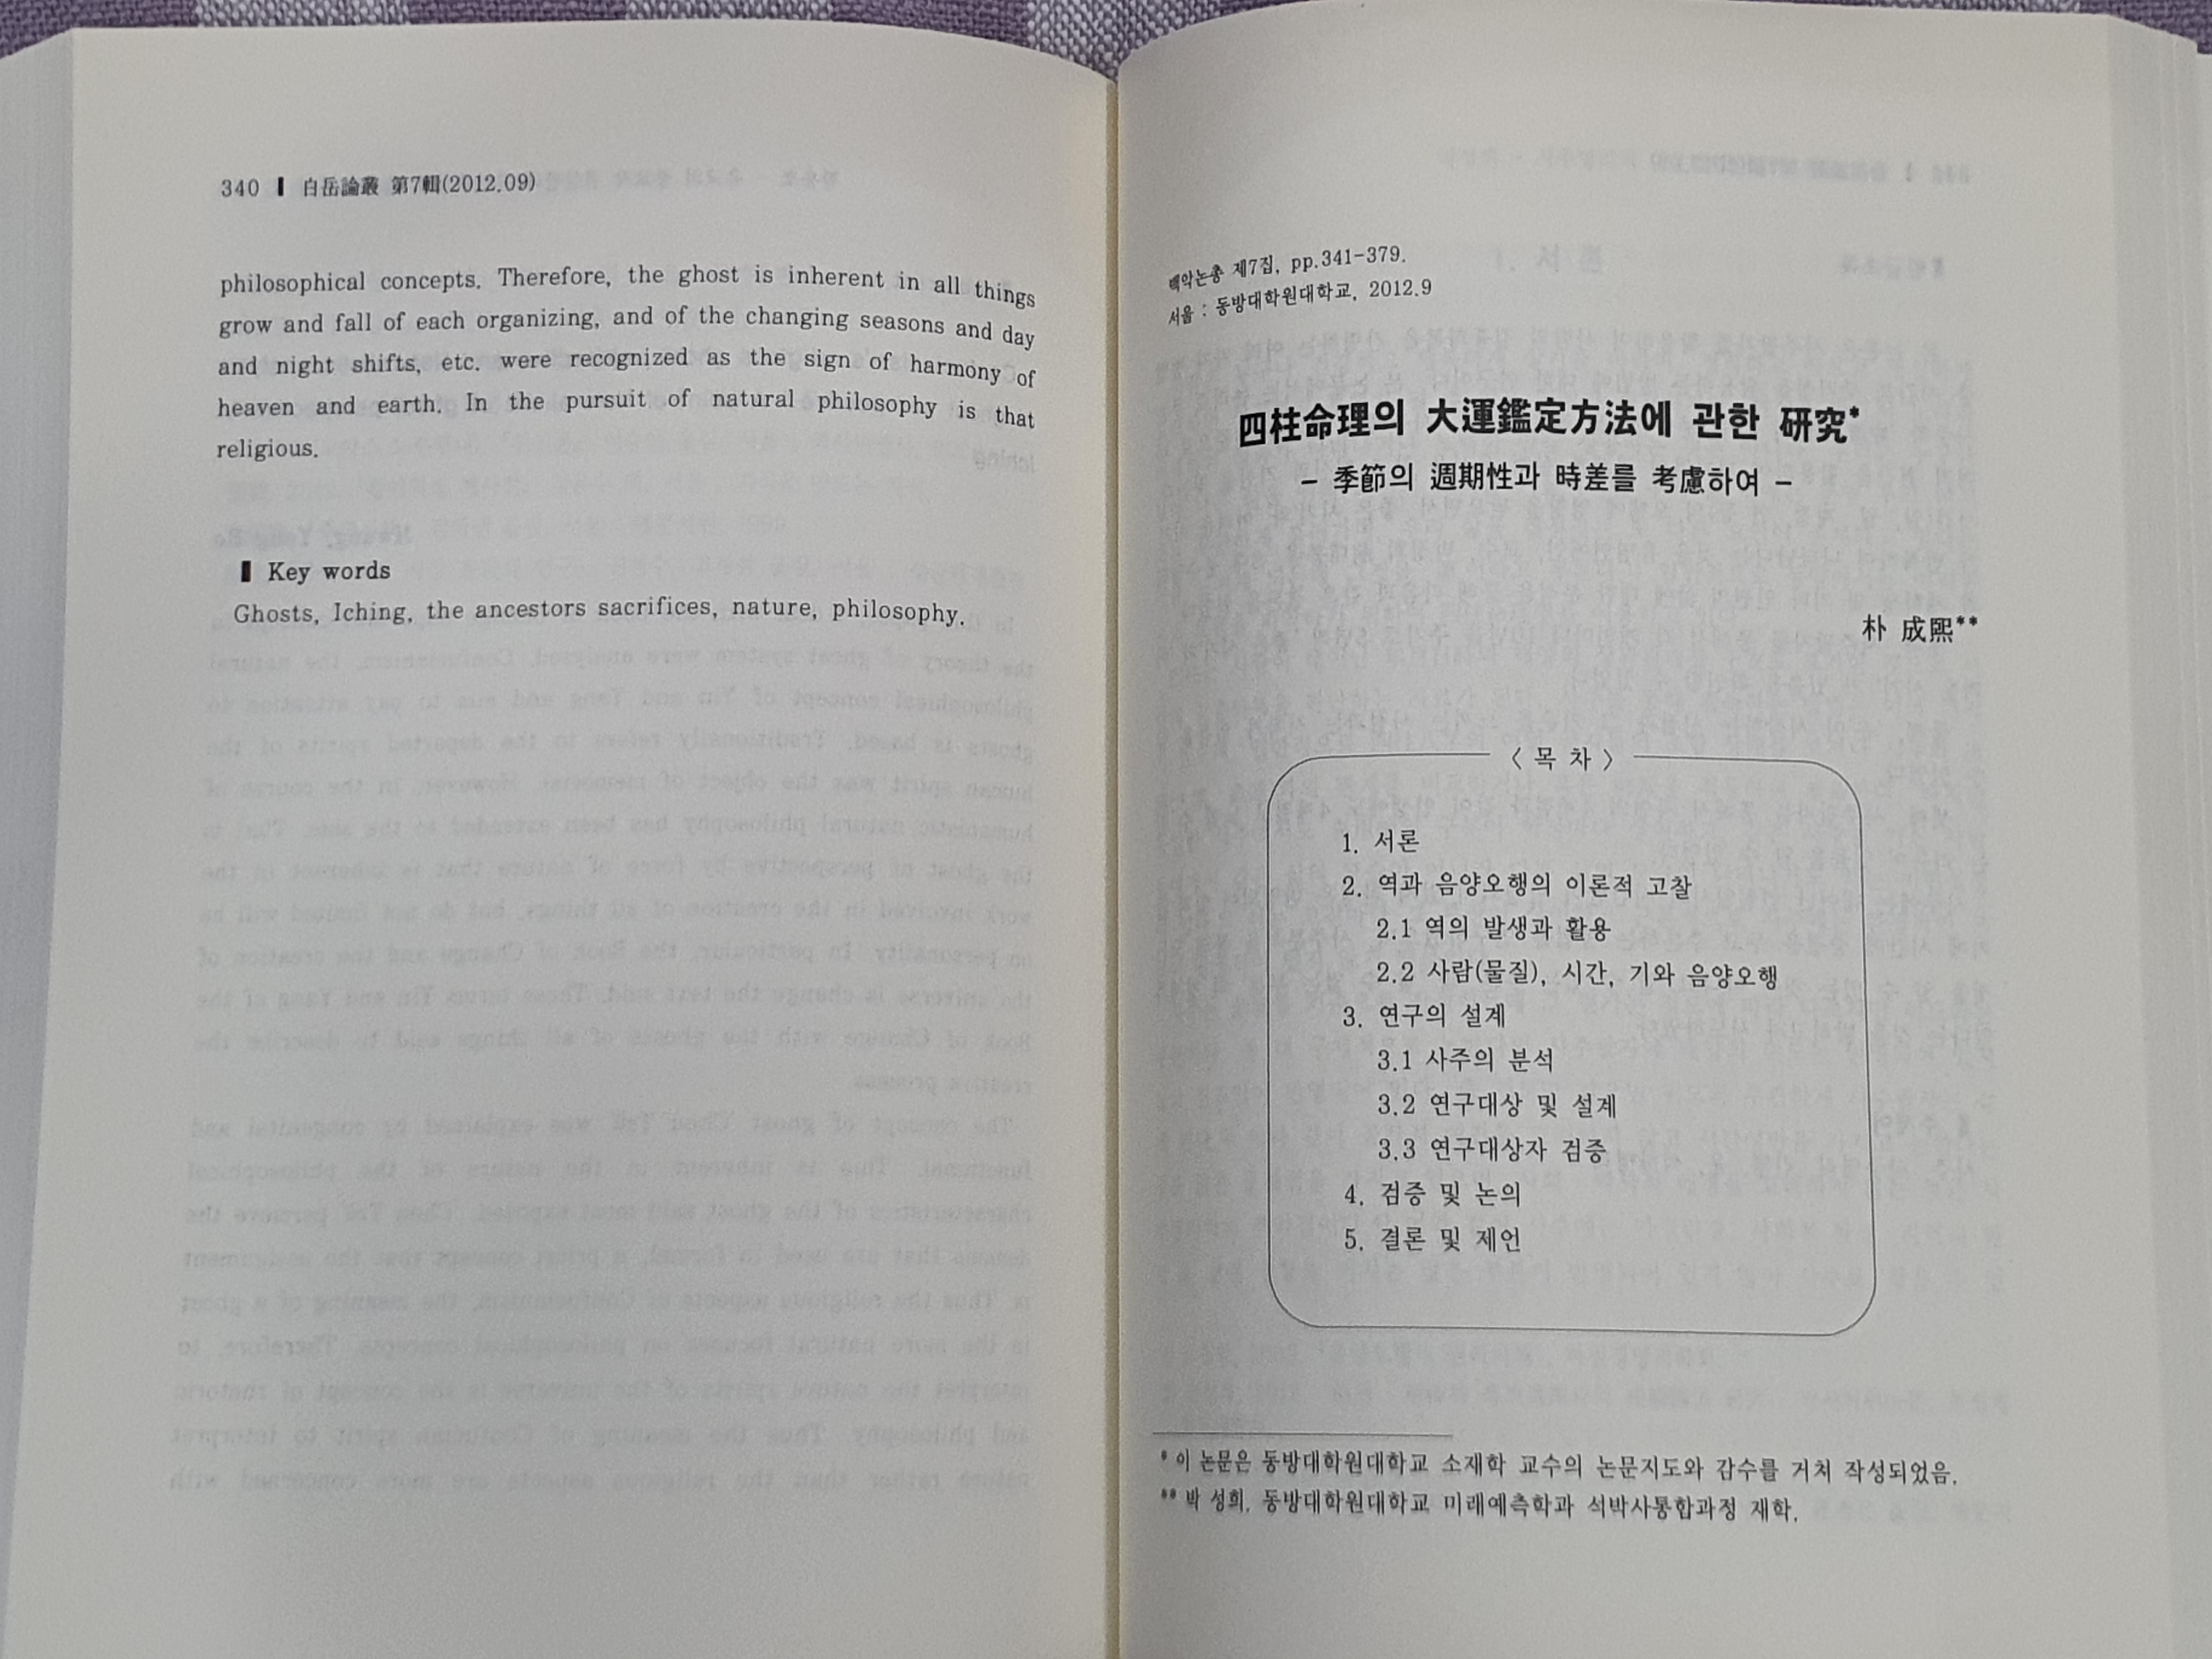 340 ▌ 白岳論叢 第7輯(2012.09)
philosophical concepts. Therefore, the ghost is inherent in all things
grow and fall of each organizing, and of the changing seasons and day
and night shifts, etc. were recognized as the sign of harmony of
heaven and earth. In the pursuit of natural philosophy is that
religious.
▌ Key words
Ghosts, Iching, the ancestors sacrifices, nature, philosophy.
백악논총 제7집, pp.341-379.
서울 : 동방대학원대학교, 2012.9
四柱命理의 大運鑑定方法에 관한 硏究*
- 季節의 週期性과 時差를 考慮하여 -
朴 成熙**
〈 목 차 〉
1. 서론
2. 역과 음양오행의 이론적 고찰
2.1 역의 발생과 활용
2.2 사람(물질), 시간, 기와 음양오행
3. 연구의 설계
3.1 사주의 분석
3.2 연구대상 및 설계
3.3 연구대상자 검증
4. 검증 및 논의
5. 결론 및 제언
* 이 논문은 동방대학원대학교 소재학 교수의 논문지도와 감수를 거쳐 작성되었음.
** 박 성희, 동방대학원대학교 미래예측학과 석박사통합과정 재학.